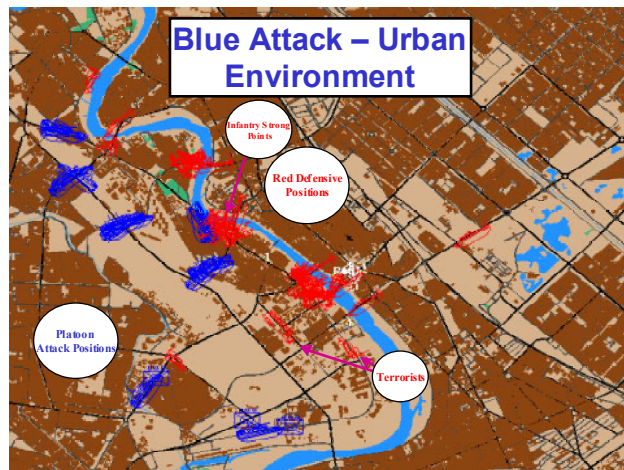 Blue Attack – Urban
Environment
Infantry Strong
Points
Red Defensive
Positions
Platoon
Attack Positions
Terrorists